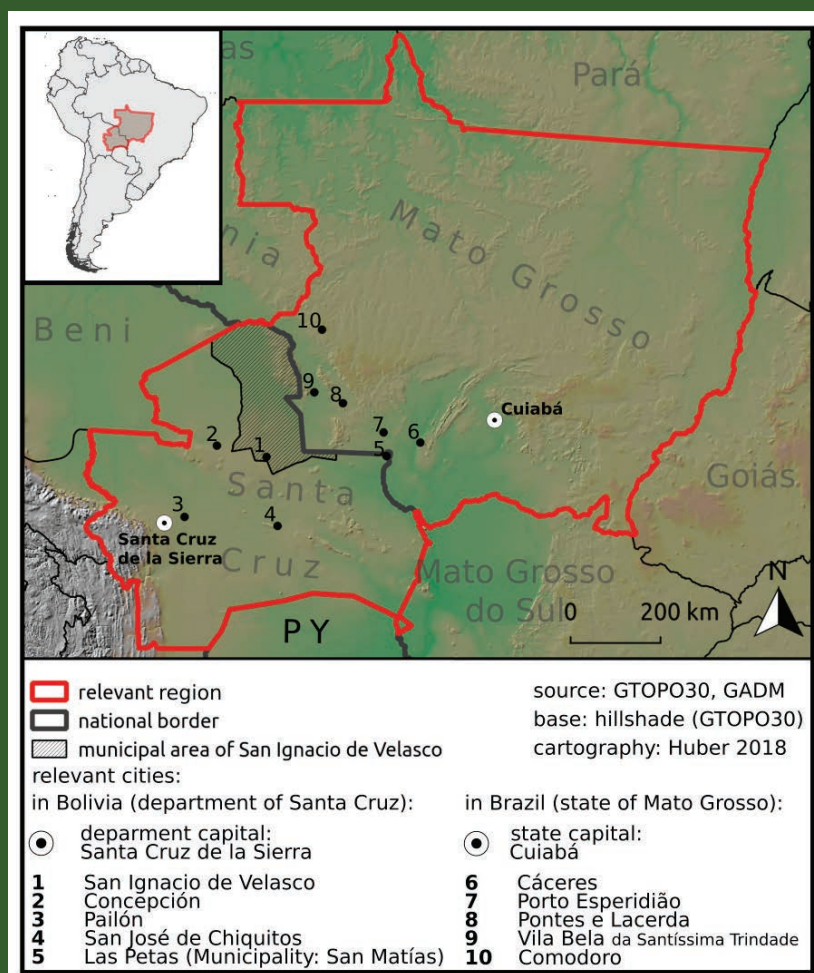 as
Pará
nia
Mato Grosso
Beni
10
9
8
Cuiabá
7
6
5
2
1
Goiás
Santa
3
4
Santa Cruz
de la Sierra
Cruz
Mato Grosso
do Sul
N
0 200 km
PY
relevant region
source: GTOPO30, GADM
national border
base: hillshade (GTOPO30)
municipal area of San Ignacio de Velasco
cartography: Huber 2018
relevant cities:
in Bolivia (department of Santa Cruz):
deparment capital:
Santa Cruz de la Sierra
1 San Ignacio de Velasco
2 Concepción
3 Pailón
4 San José de Chiquitos
5 Las Petas (Municipality: San Matías)
in Brazil (state of Mato Grosso):
state capital:
Cuiabá
6 Cáceres
7 Porto Esperidião
8 Pontes e Lacerda
9 Vila Bela da Santíssima Trindade
10 Comodoro